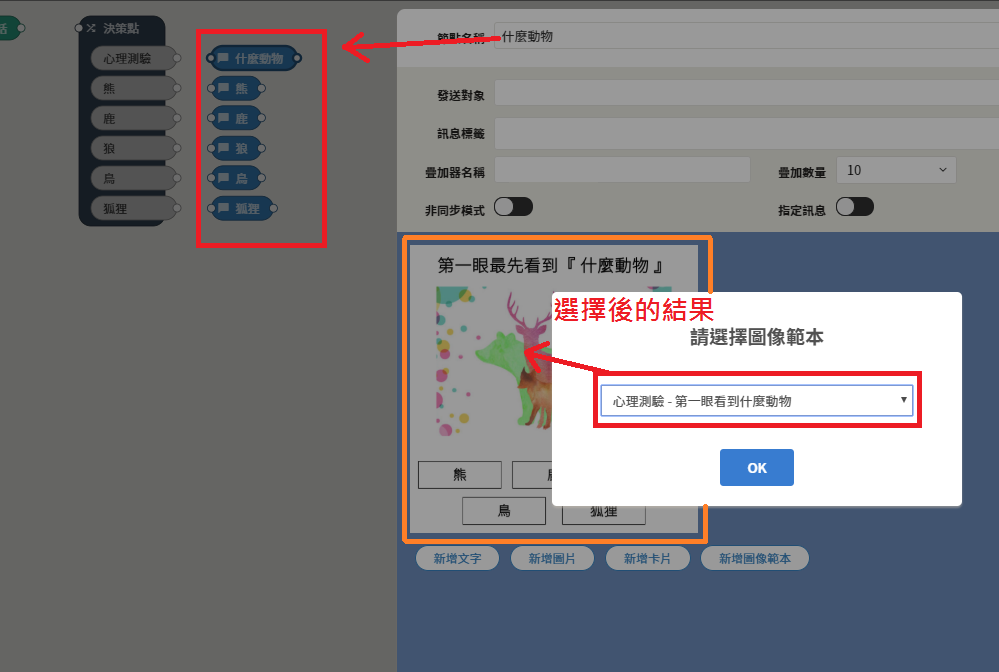 話
決策點
心理測驗
熊
鹿
狼
鳥
狐狸
什麼動物
熊
鹿
狼
鳥
狐狸
節點名稱
什麼動物
發送對象
訊息標籤
疊加器名稱
疊加數量
10
非同步模式
指定訊息
第一眼最先看到『 什麼動物 』
選擇後的結果
請選擇圖像範本
心理測驗 - 第一眼看到什麼動物
OK
熊
鳥
狐狸
新增文字
新增圖片
新增卡片
新增圖像範本